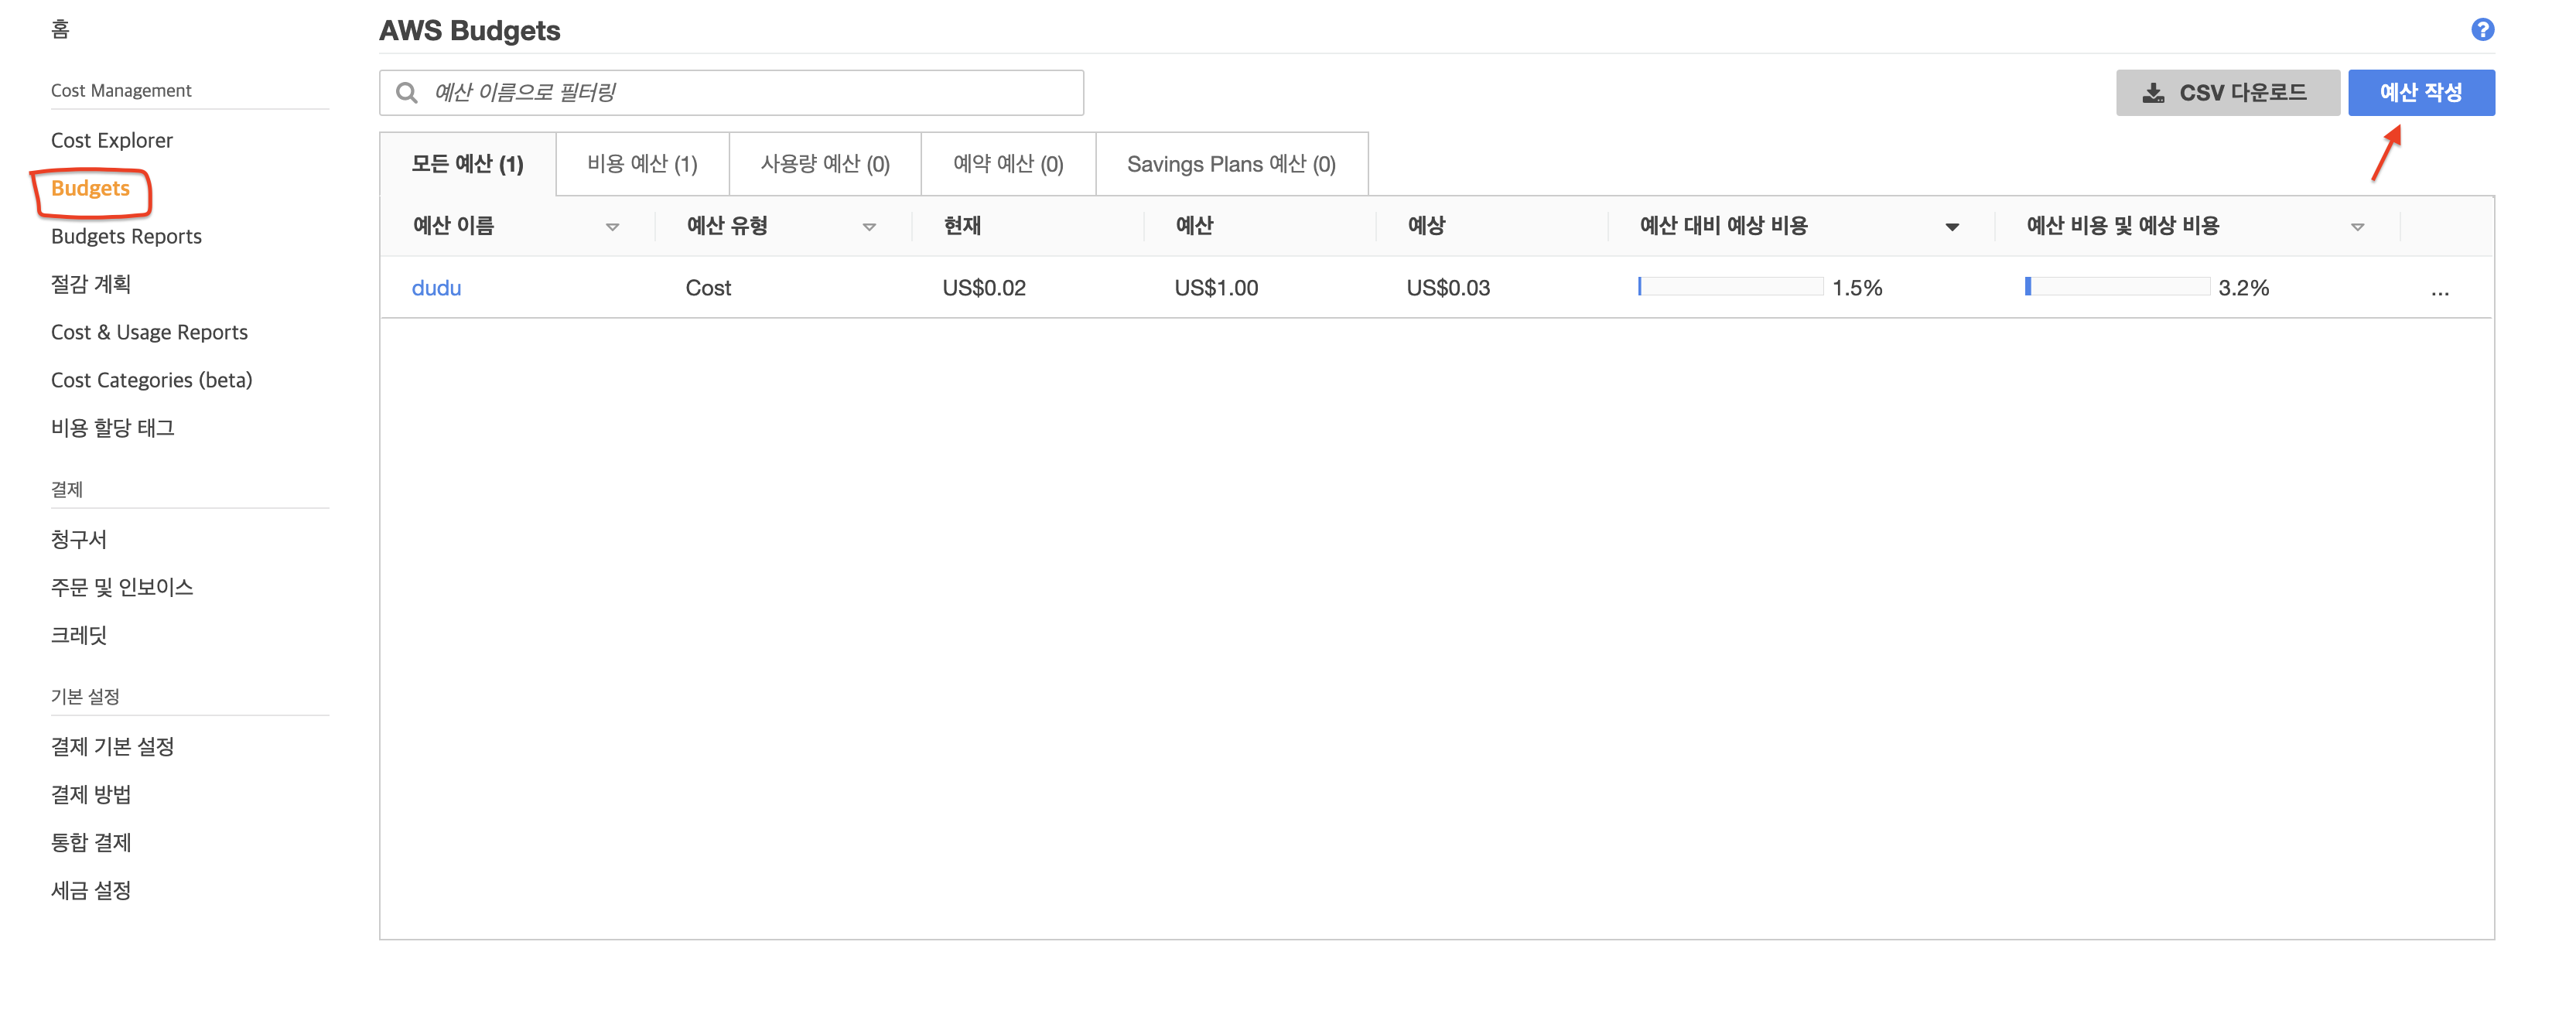 홈
Cost Management
Cost Explorer
Budgets
Budgets Reports
절감 계획
Cost & Usage Reports
Cost Categories (beta)
비용 할당 태그
결제
청구서
주문 및 인보이스
크레딧
기본 설정
결제 기본 설정
결제 방법
통합 결제
세금 설정
AWS Budgets
?
예산 이름으로 필터링
CSV 다운로드 예산 작성
모든 예산 (1) 비용 예산 (1) 사용량 예산 (0) 예약 예산 (0) Savings Plans 예산 (0)
예산 이름 예산 유형 현재 예산 예상 예산 대비 예상 비용 예산 비용 및 예상 비용
dudu Cost US$0.02 US$1.00 US$0.03 1.5% 3.2% ...